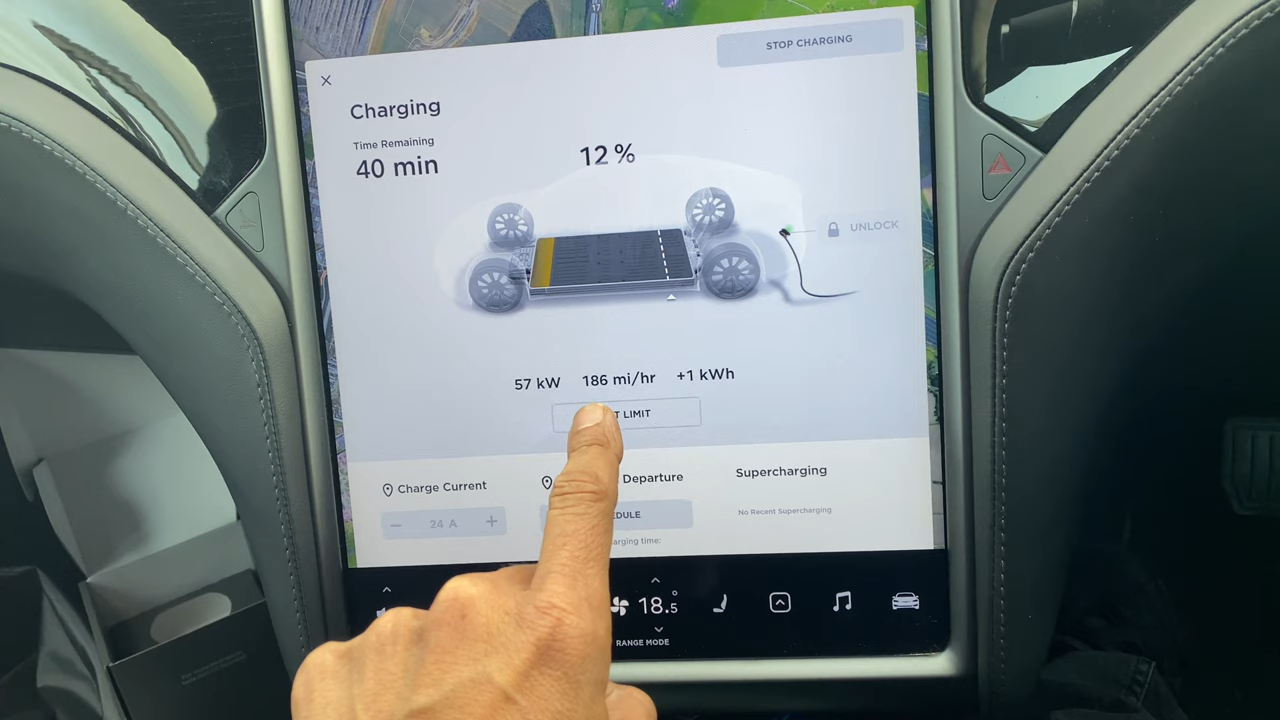 STOP CHARGING
Charging
Time Remaining
40 min
12 %
UNLOCK
57 kW 186 mi/hr +1 kWh
LIMIT
Charge Current
Departure
Supercharging
24 A
No Recent Supercharging
18.5°
RANGE MODE